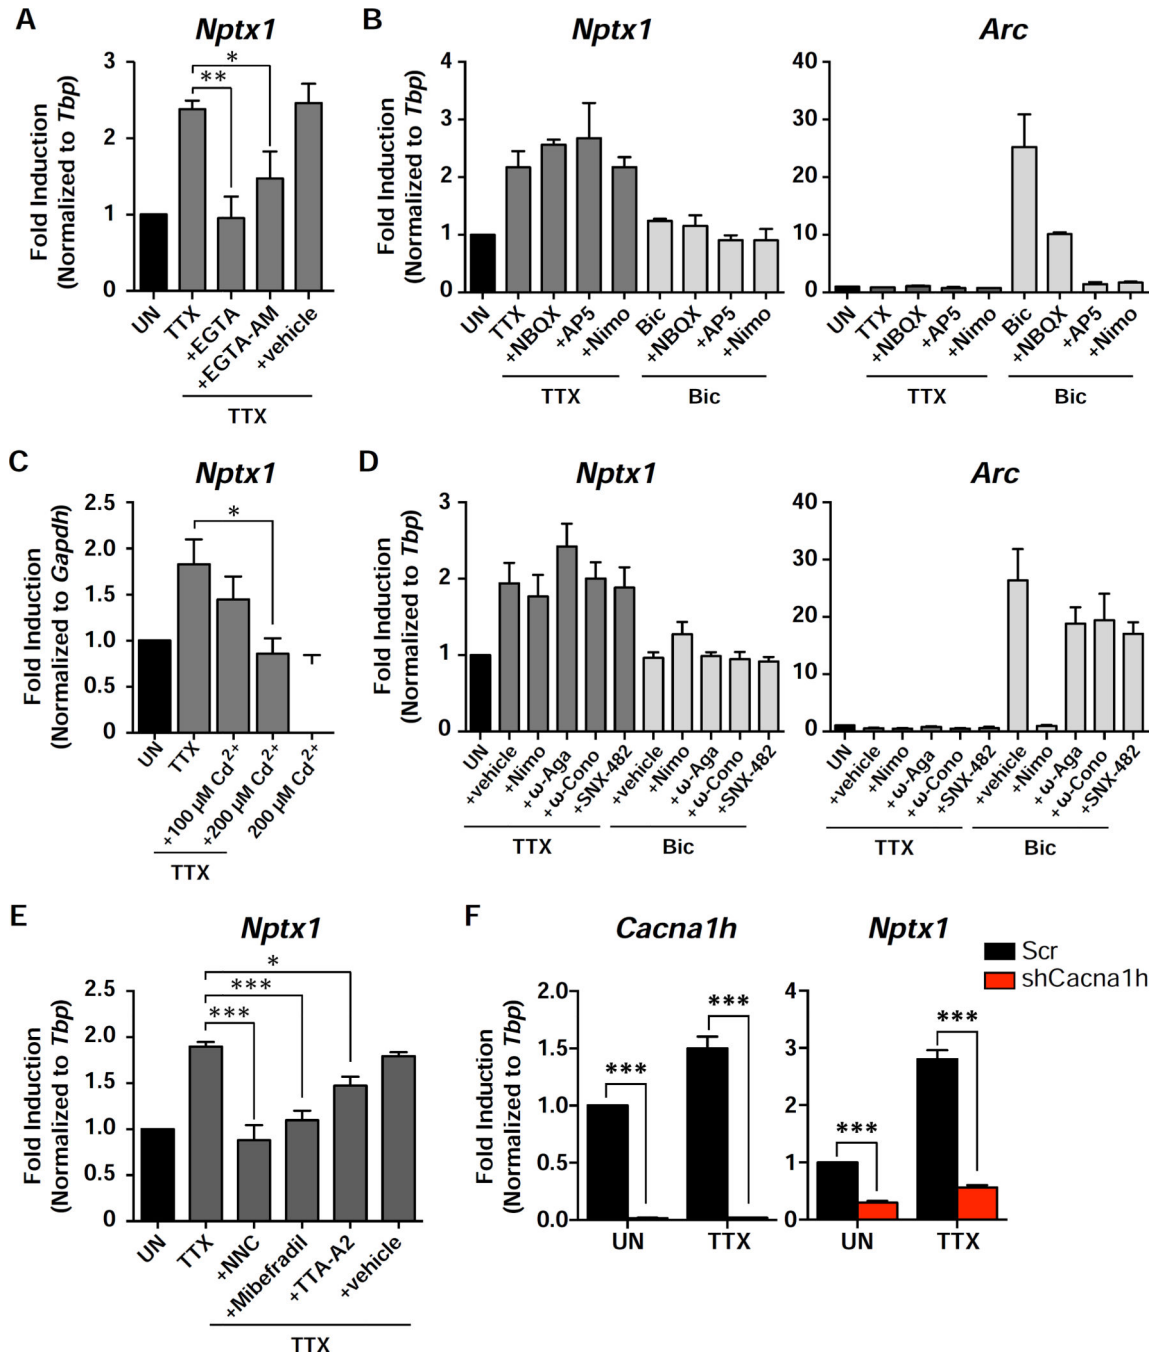 A
Nptx1
Fold Induction
(Normalized to Tbp)
3
2
1
0
*
**
UN
TTX
+EGTA
+EGTA-AM
+vehicle
TTX
B
Nptx1
Fold Induction
(Normalized to Tbp)
4
3
2
1
0
UN
TTX
+NBQX
+AP5
+Nimo
Bic
+NBQX
+AP5
+Nimo
TTX
Bic
Arc
40
30
20
10
0
UN
TTX
+NBQX
+AP5
+Nimo
Bic
+NBQX
+AP5
+Nimo
TTX
Bic
C
Nptx1
Fold Induction
(Normalized to Gapdh)
2.5
2.0
1.5
1.0
0.5
0
*
UN
TTX
+100 μM Cd²⁺
+200 μM Cd²⁺
200 μM Cd²⁺
TTX
D
Nptx1
Fold Induction
(Normalized to Tbp)
3
2
1
0
UN
+vehicle
+Nimo
+ω-Aga
+ω-Cono
+SNX-482
+vehicle
+Nimo
+ω-Aga
+ω-Cono
+SNX-482
TTX
Bic
Arc
40
30
20
10
0
UN
+vehicle
+Nimo
+ω-Aga
+ω-Cono
+SNX-482
+vehicle
+Nimo
+ω-Aga
+ω-Cono
+SNX-482
TTX
Bic
E
Nptx1
Fold Induction
(Normalized to Tbp)
2.5
2.0
1.5
1.0
0.5
0
*
***
***
UN
TTX
+NNC
+Mibefradil
+TTA-A2
+vehicle
TTX
F
Cacna1h
Fold Induction
(Normalized to Tbp)
2.0
1.5
1.0
0.5
0.0
***
***
UN
TTX
Nptx1
Scr
shCacna1h
4
3
2
1
0
***
***
UN
TTX